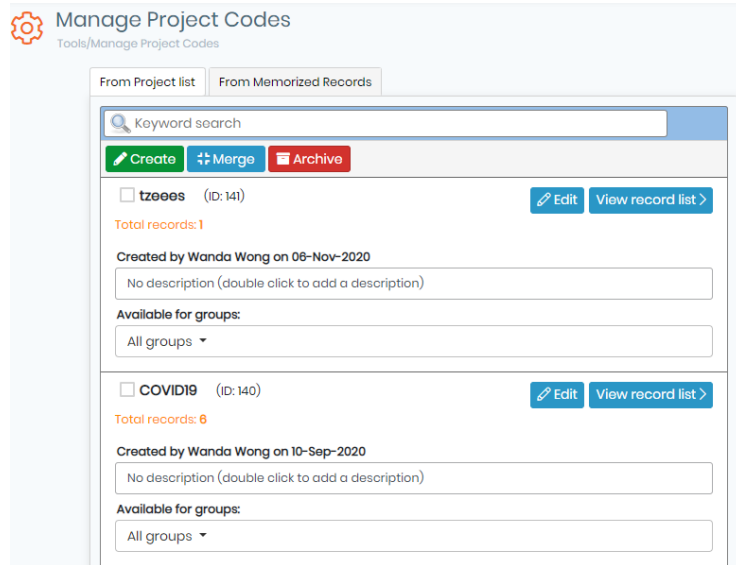 Manage Project Codes
Tools/Manage Project Codes
From Project list From Memorized Records
Keyword search
Create Merge Archive
tzeees (ID: 141) Edit View record list
Total records: 1
Created by Wanda Wong on 06-Nov-2020
No description (double click to add a description)
Available for groups:
All groups
COVID19 (ID: 140) Edit View record list
Total records: 6
Created by Wanda Wong on 10-Sep-2020
No description (double click to add a description)
Available for groups:
All groups